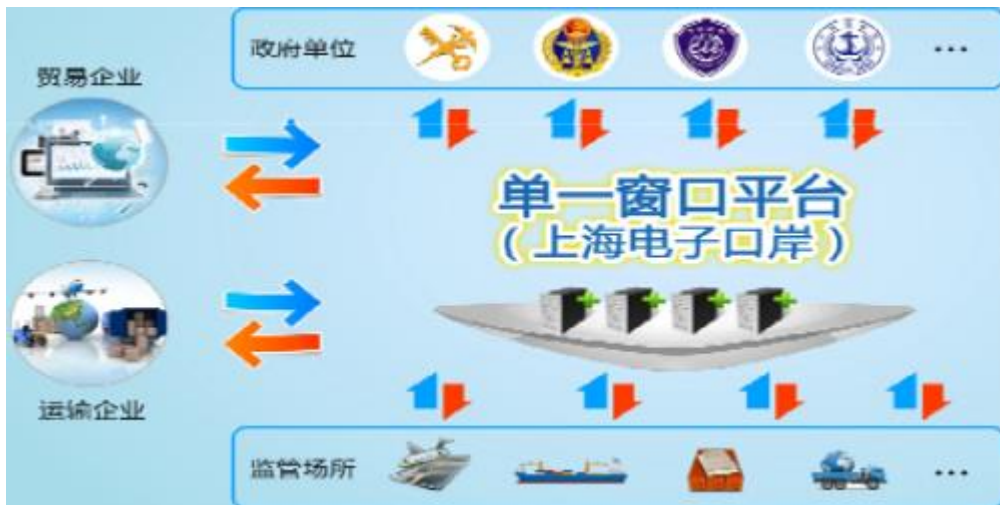 政府单位
...
贸易企业
单一窗口平台
(上海电子口岸)
运输企业
监管场所
...